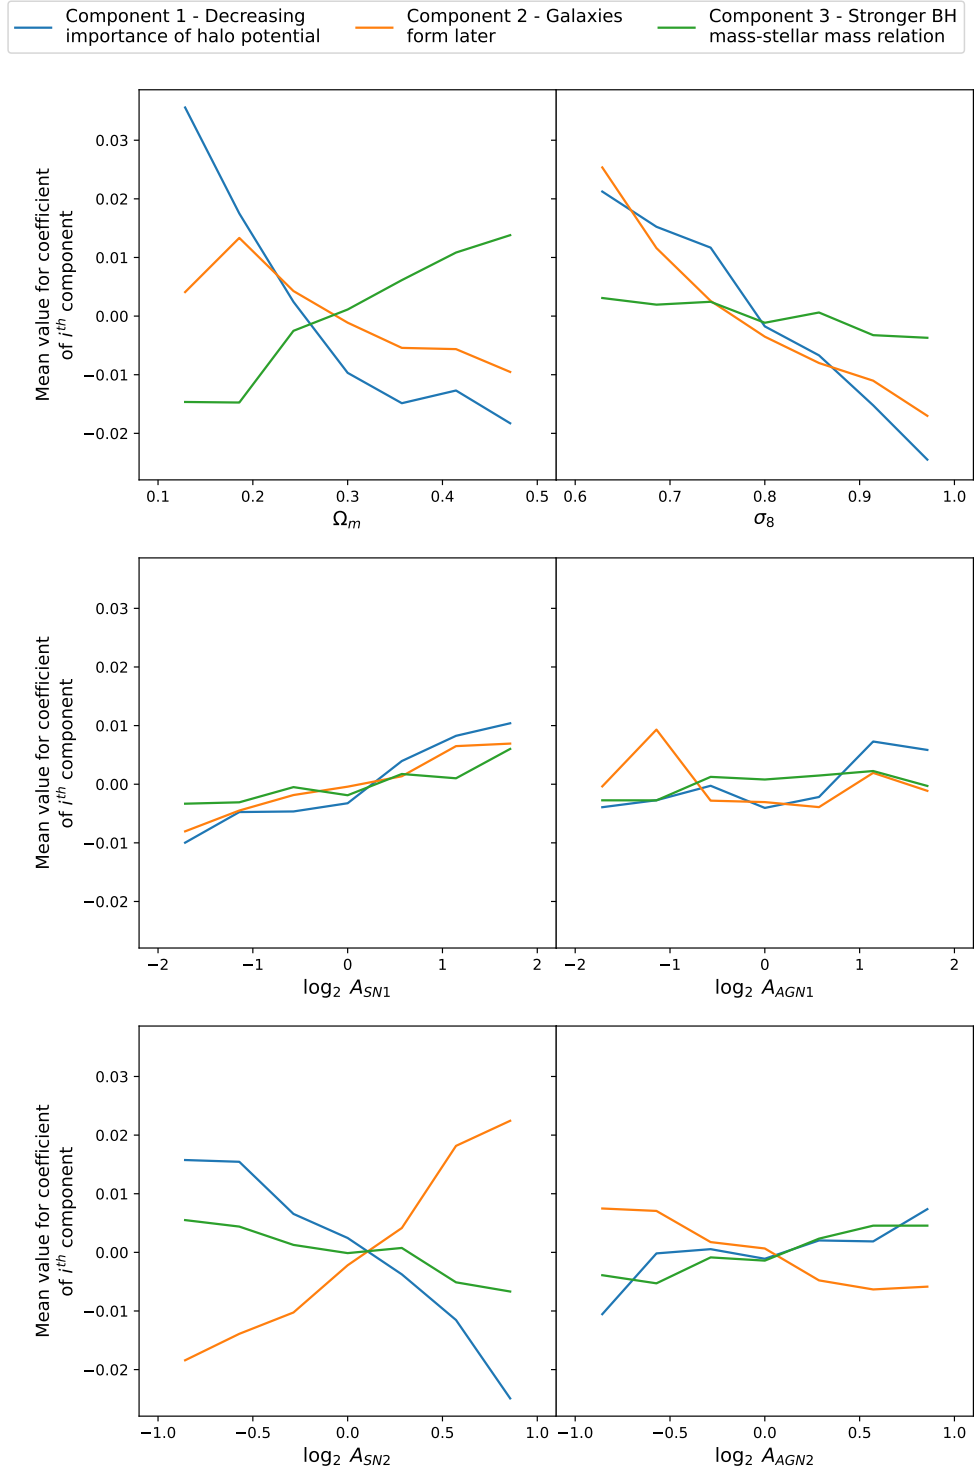 Component 1 - Decreasing
importance of halo potential
Component 2 - Galaxies
form later
Component 3 - Stronger BH
mass-stellar mass relation
Mean value for coefficient
of i^th component
0.03
0.02
0.01
0.00
−0.01
−0.02
0.1 0.2 0.3 0.4 0.5
Ω_m
0.6 0.7 0.8 0.9 1.0
σ_8
Mean value for coefficient
of i^th component
0.03
0.02
0.01
0.00
−0.01
−0.02
−2 −1 0 1 2
log_2 A_SN1
−2 −1 0 1 2
log_2 A_AGN1
Mean value for coefficient
of i^th component
0.03
0.02
0.01
0.00
−0.01
−0.02
−1.0 −0.5 0.0 0.5 1.0
log_2 A_SN2
−1.0 −0.5 0.0 0.5 1.0
log_2 A_AGN2